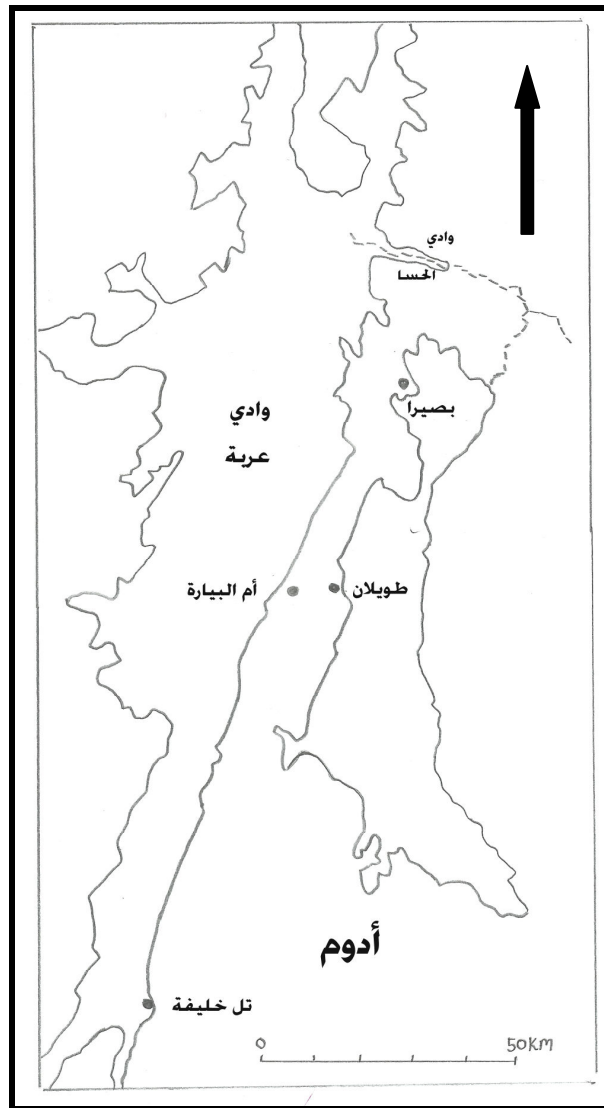 وادي
الحسا
بصيرا
وادي
عربة
أم البيارة
طويلان
أدوم
تل خليفة
0 50KM